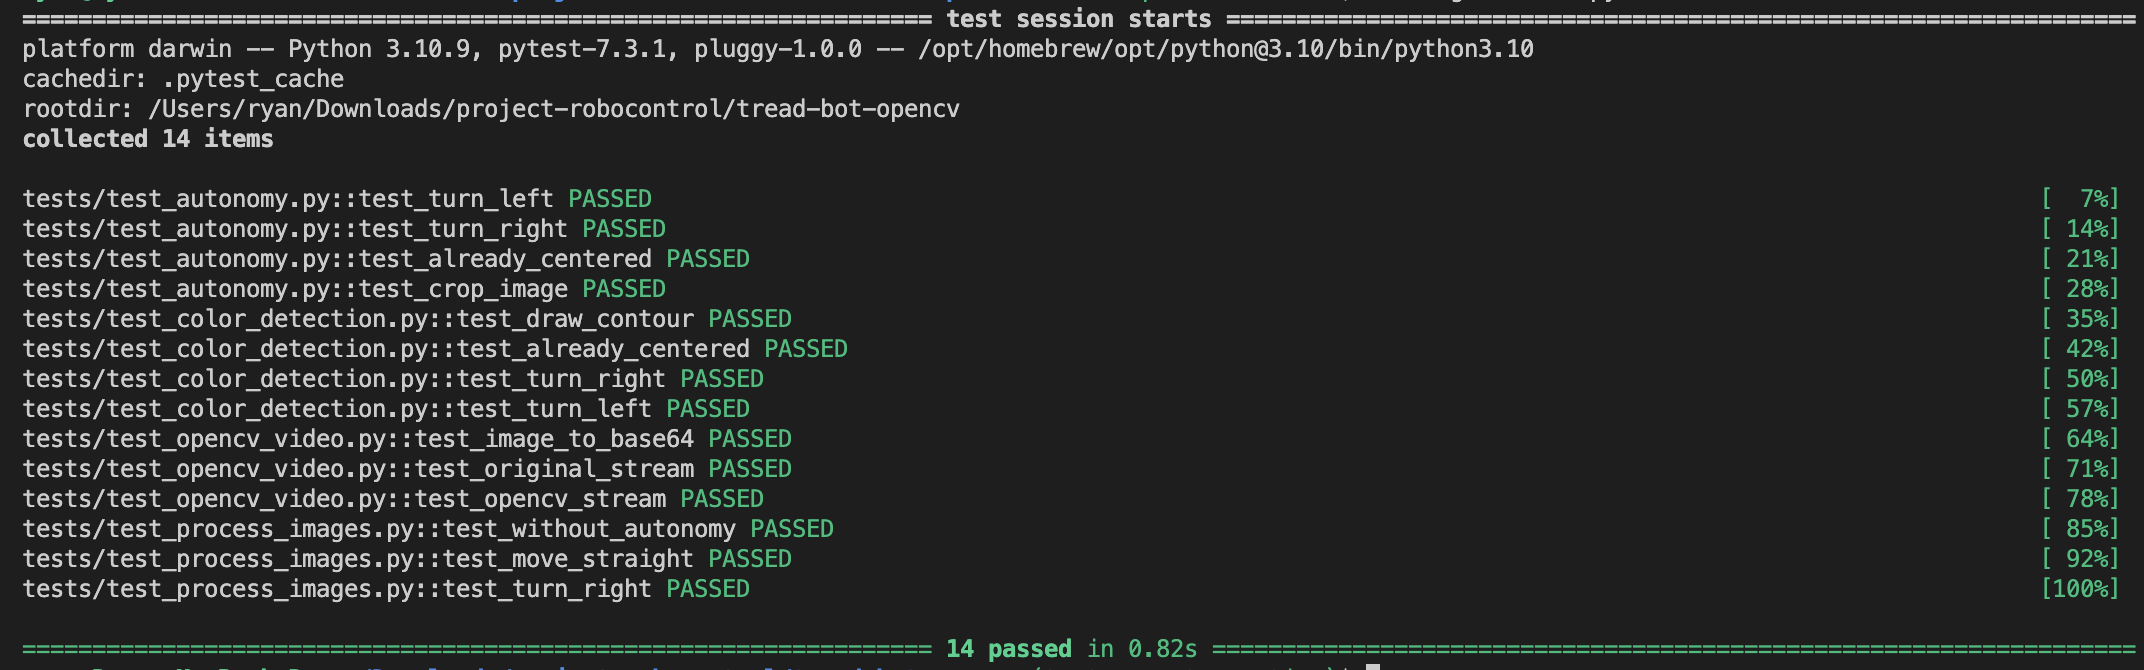 ============================= test session starts =============================
platform darwin -- Python 3.10.9, pytest-7.3.1, pluggy-1.0.0 -- /opt/homebrew/opt/python@3.10/bin/python3.10
cachedir: .pytest_cache
rootdir: /Users/ryan/Downloads/project-robocontrol/tread-bot-opencv
collected 14 items
tests/test_autonomy.py::test_turn_left PASSED [  7%]
tests/test_autonomy.py::test_turn_right PASSED [ 14%]
tests/test_autonomy.py::test_already_centered PASSED [ 21%]
tests/test_autonomy.py::test_crop_image PASSED [ 28%]
tests/test_color_detection.py::test_draw_contour PASSED [ 35%]
tests/test_color_detection.py::test_already_centered PASSED [ 42%]
tests/test_color_detection.py::test_turn_right PASSED [ 50%]
tests/test_color_detection.py::test_turn_left PASSED [ 57%]
tests/test_opencv_video.py::test_image_to_base64 PASSED [ 64%]
tests/test_opencv_video.py::test_original_stream PASSED [ 71%]
tests/test_opencv_video.py::test_opencv_stream PASSED [ 78%]
tests/test_process_images.py::test_without_autonomy PASSED [ 85%]
tests/test_process_images.py::test_move_straight PASSED [ 92%]
tests/test_process_images.py::test_turn_right PASSED [100%]
============================= 14 passed in 0.82s =============================